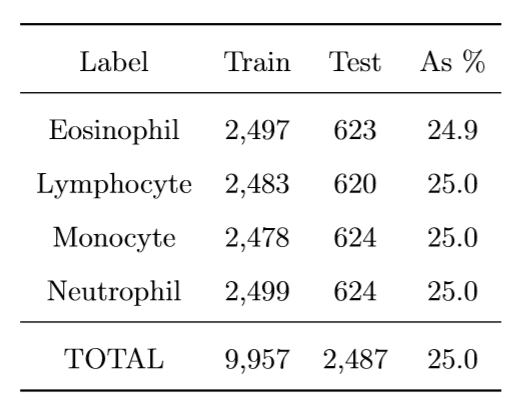 Label Train Test As %
Eosinophil 2,497 623 24.9
Lymphocyte 2,483 620 25.0
Monocyte 2,478 624 25.0
Neutrophil 2,499 624 25.0
TOTAL 9,957 2,487 25.0